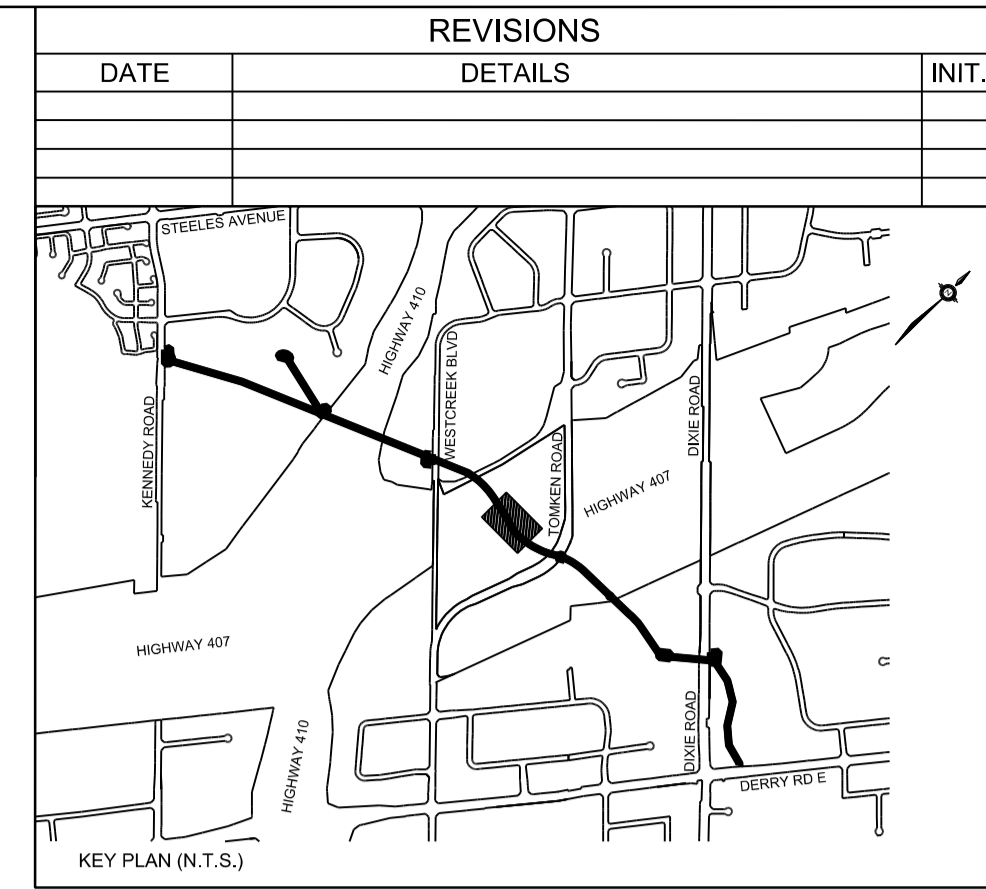 REVISIONS
DATE DETAILS INIT.
STEELES AVENUE
HIGHWAY 410
WESTCREEK BLVD
KENNEDY ROAD
DIXIE ROAD
TOMKEN ROAD
HIGHWAY 407
HIGHWAY 407
HIGHWAY 410
DIXIE ROAD
DERRY RD E
KEY PLAN (N.T.S.)